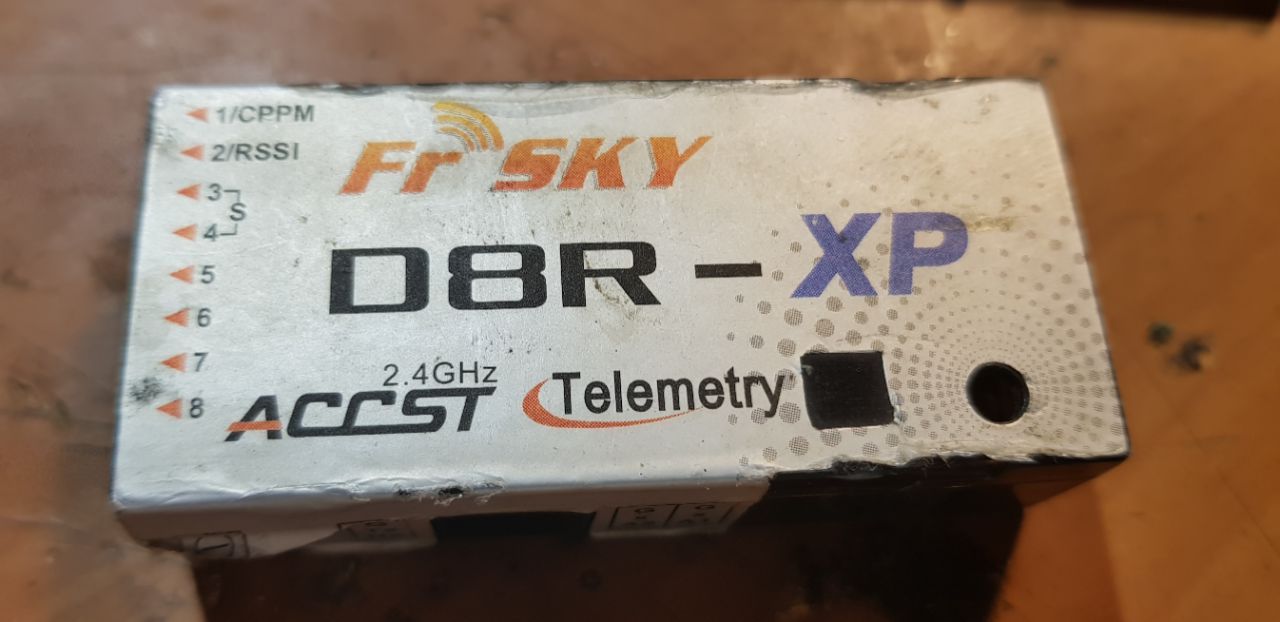 1/CPPM
2/RSSI
3
S
4
5
6
7
8
FrSKY
D8R-XP
2.4GHz
ACCST
Telemetry